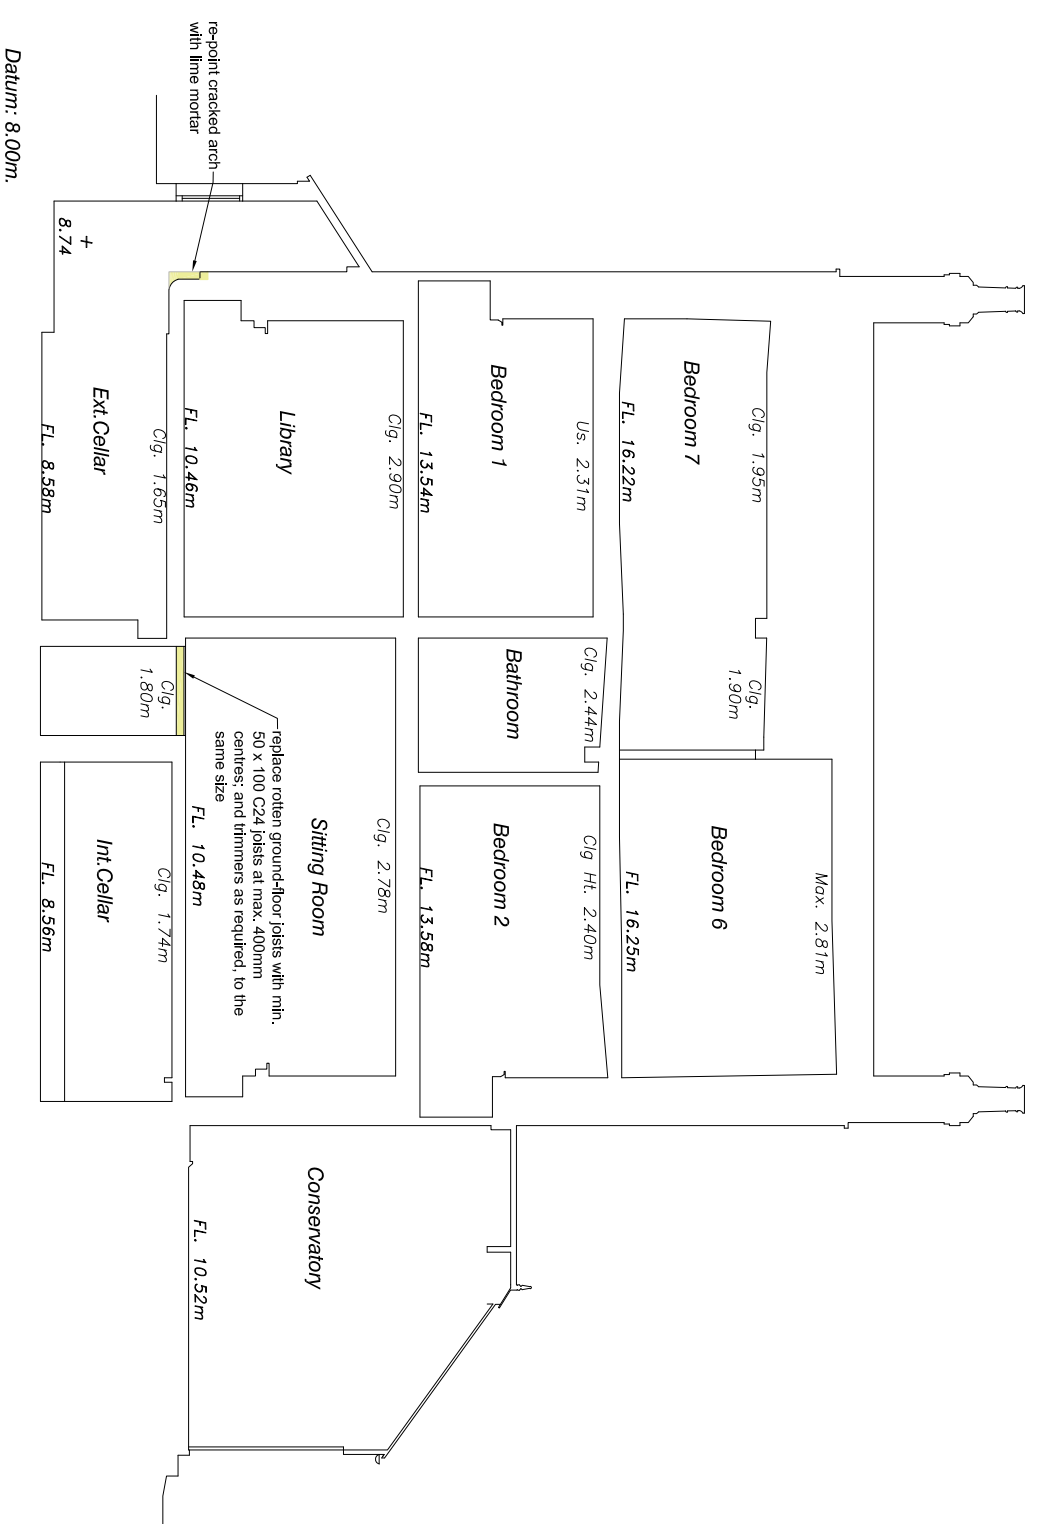 Bedroom 7
Clg. 1.95m
FL. 16.22m
Clg.
1.90m
Bedroom 6
Max. 2.81m
FL. 16.25m
Bedroom 1
Us. 2.31m
FL. 13.54m
Bathroom
Clg. 2.44m
Bedroom 2
Clg Ht. 2.40m
FL. 13.58m
re-point cracked arch
with lime mortar
Library
Clg. 2.90m
FL. 10.46m
Sitting Room
Clg. 2.78m
FL. 10.48m
replace rotten ground-floor joists with min.
50 x 100 C24 joists at max. 400mm
centres; and trimmers as required, to the
same size
Conservatory
FL. 10.52m
+
8.74
Ext.Cellar
Clg. 1.65m
FL. 8.58m
Clg.
1.80m
Int.Cellar
Clg. 1.74m
FL. 8.56m
Datum: 8.00m.